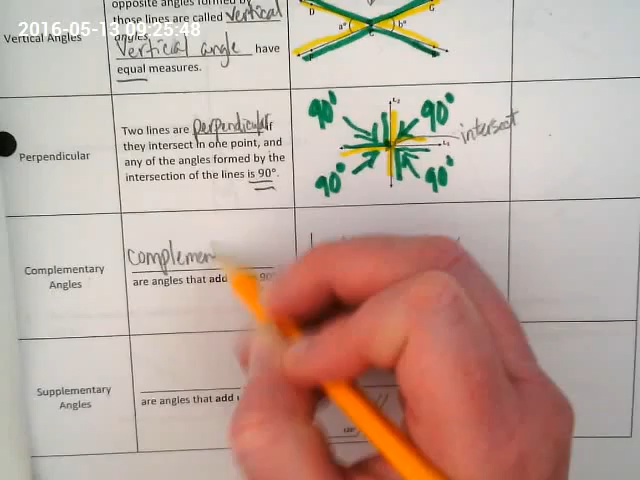 opposite angles formed by
those lines are called vertical
2016-05-13 09:25:48
angles.
Vertical Angles
vertical angle have
equal measures.
D
G
a°
b°
Perpendicular
Two lines are perpendicular if
they intersect in one point, and
any of the angles formed by the
intersection of the lines is 90°.
90°
90°
intersect
90°
90°
Complementary
Angles
complemen
are angles that add
90°
Supplementary
Angles
are angles that add